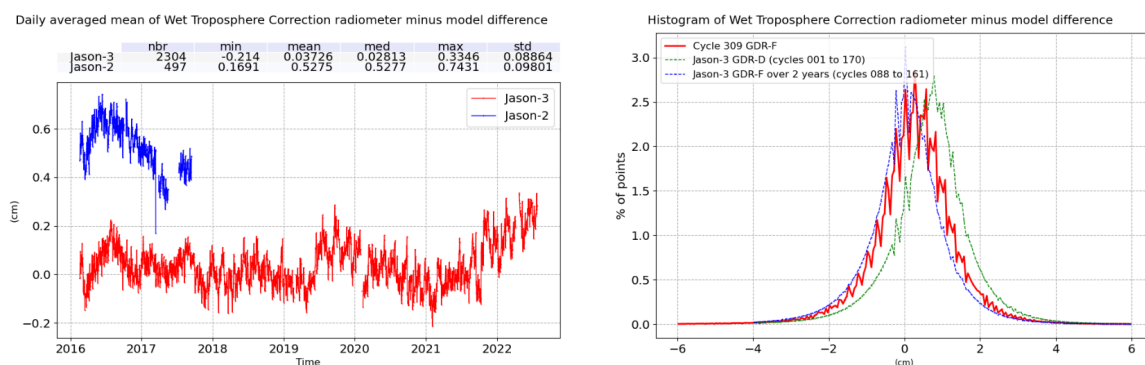 Daily averaged mean of Wet Troposphere Correction radiometer minus model difference
nbr min mean med max std
Jason-3 2304 -0.214 0.03726 0.02813 0.3346 0.08864
Jason-2 497 0.1691 0.5275 0.5277 0.7431 0.09801
Jason-3
Jason-2
0.6
0.4
0.2
0.0
−0.2
(cm)
2016 2017 2018 2019 2020 2021 2022
Time
Histogram of Wet Troposphere Correction radiometer minus model difference
Cycle 309 GDR-F
Jason-3 GDR-D (cycles 001 to 170)
Jason-3 GDR-F over 2 years (cycles 088 to 161)
3.0
2.5
2.0
1.5
1.0
0.5
0.0
% of points
−6 −4 −2 0 2 4 6
(cm)